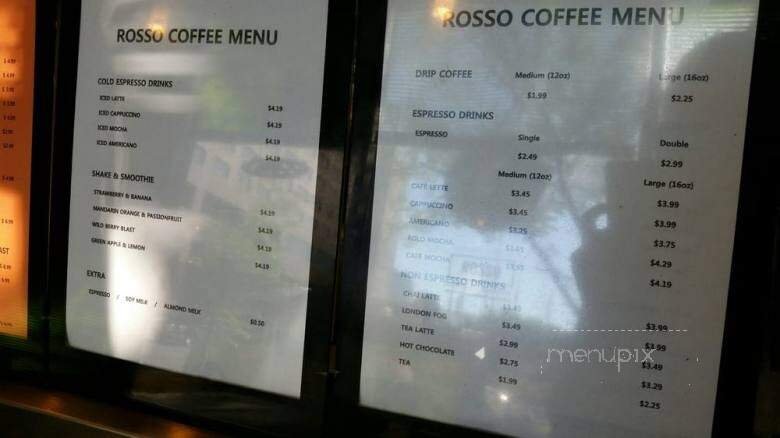 ROSSO COFFEE MENU
COLD ESPRESSO DRINKS
ICED LATTE $4.19
ICED CAPPUCCINO $4.19
ICED MOCHA $4.19
ICED AMERICANO $4.19
SHAKE & SMOOTHIE
STRAWBERRY & BANANA $4.19
MANDARIN ORANGE & PASSIONFRUIT $4.19
WILD BERRY BLAST $4.19
GREEN APPLE & LEMON $4.19
EXTRA
ESPRESSO / SOY MILK / ALMOND MILK $0.50
ROSSO COFFEE MENU
DRIP COFFEE Medium (12oz) Large (16oz)
$1.99 $2.25
ESPRESSO DRINKS
ESPRESSO Single Double
$2.49 $2.99
Medium (12oz) Large (16oz)
CAFE LETTE $3.45 $3.99
CAPPUCCINO $3.45 $3.99
AMERICANO $3.25 $3.75
ROLO MOCHA $4.29
CAFE MOCHA $4.19
NON ESPRESSO DRINKS
CHAI LATTE $3.45 $3.99
LONDON FOG $3.49 $3.99
TEA LATTE $2.99 $3.49
HOT CHOCOLATE $2.75 $3.29
TEA $1.99 $2.25
menupix